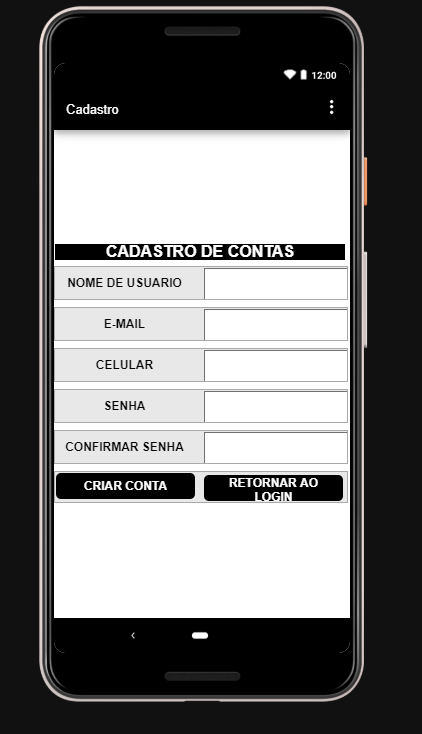 12:00
Cadastro
CADASTRO DE CONTAS
NOME DE USUARIO
E-MAIL
CELULAR
SENHA
CONFIRMAR SENHA
CRIAR CONTA
RETORNAR AO
LOGIN